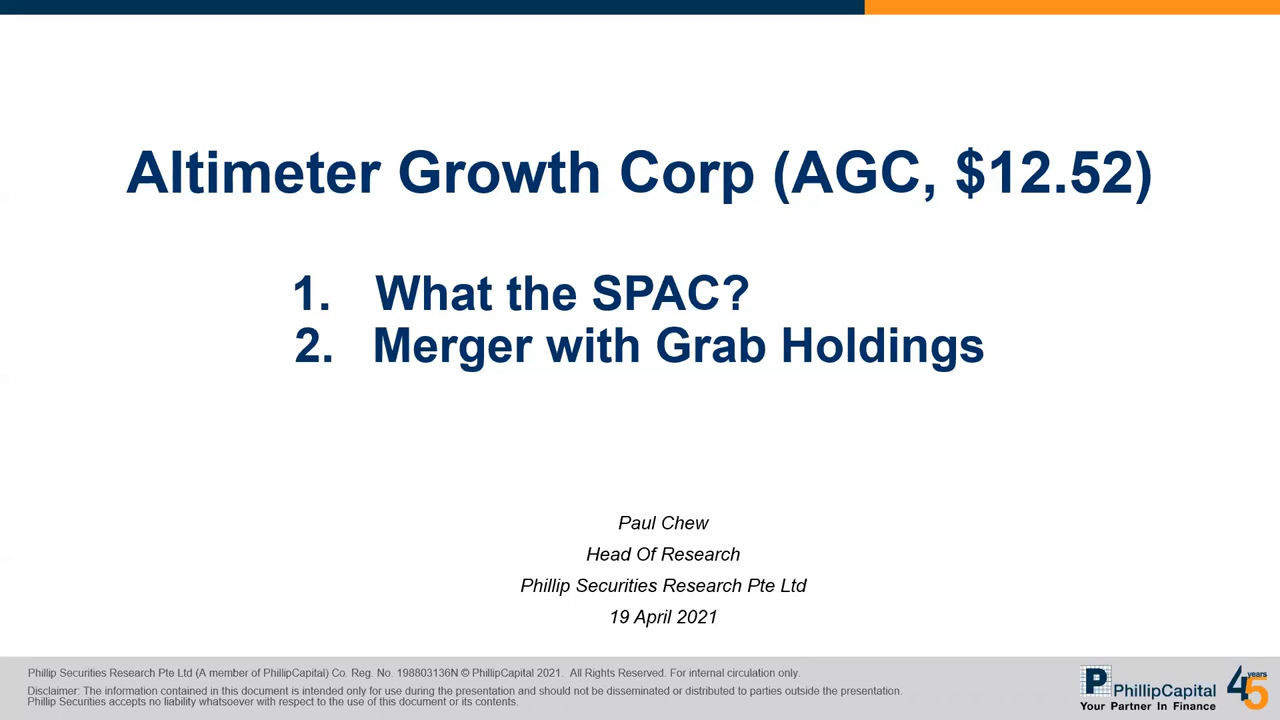 Altimeter Growth Corp (AGC, $12.52)
1. What the SPAC?
2. Merger with Grab Holdings
Paul Chew
Head Of Research
Phillip Securities Research Pte Ltd
19 April 2021
Phillip Securities Research Pte Ltd (A member of PhillipCapital) Co. Reg. No. 198803136N © PhillipCapital 2021. All Rights Reserved. For internal circulation only.
Disclaimer: The information contained in this document is intended only for use during the presentation and should not be disseminated or distributed to parties outside the presentation.
Phillip Securities accepts no liability whatsoever with respect to the use of this document or its contents.
P PhillipCapital
Your Partner In Finance
45 years